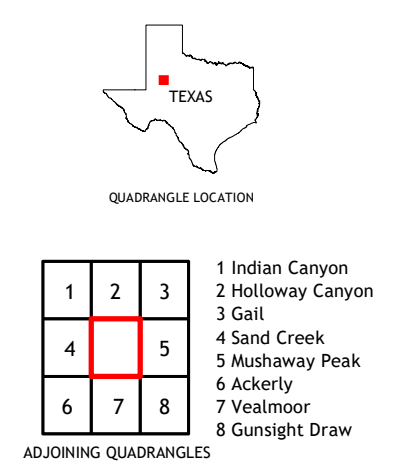 TEXAS
QUADRANGLE LOCATION
1 2 3
4 5
6 7 8
1 Indian Canyon
2 Holloway Canyon
3 Gail
4 Sand Creek
5 Mushaway Peak
6 Ackerly
7 Vealmoor
8 Gunsight Draw
ADJOINING QUADRANGLES